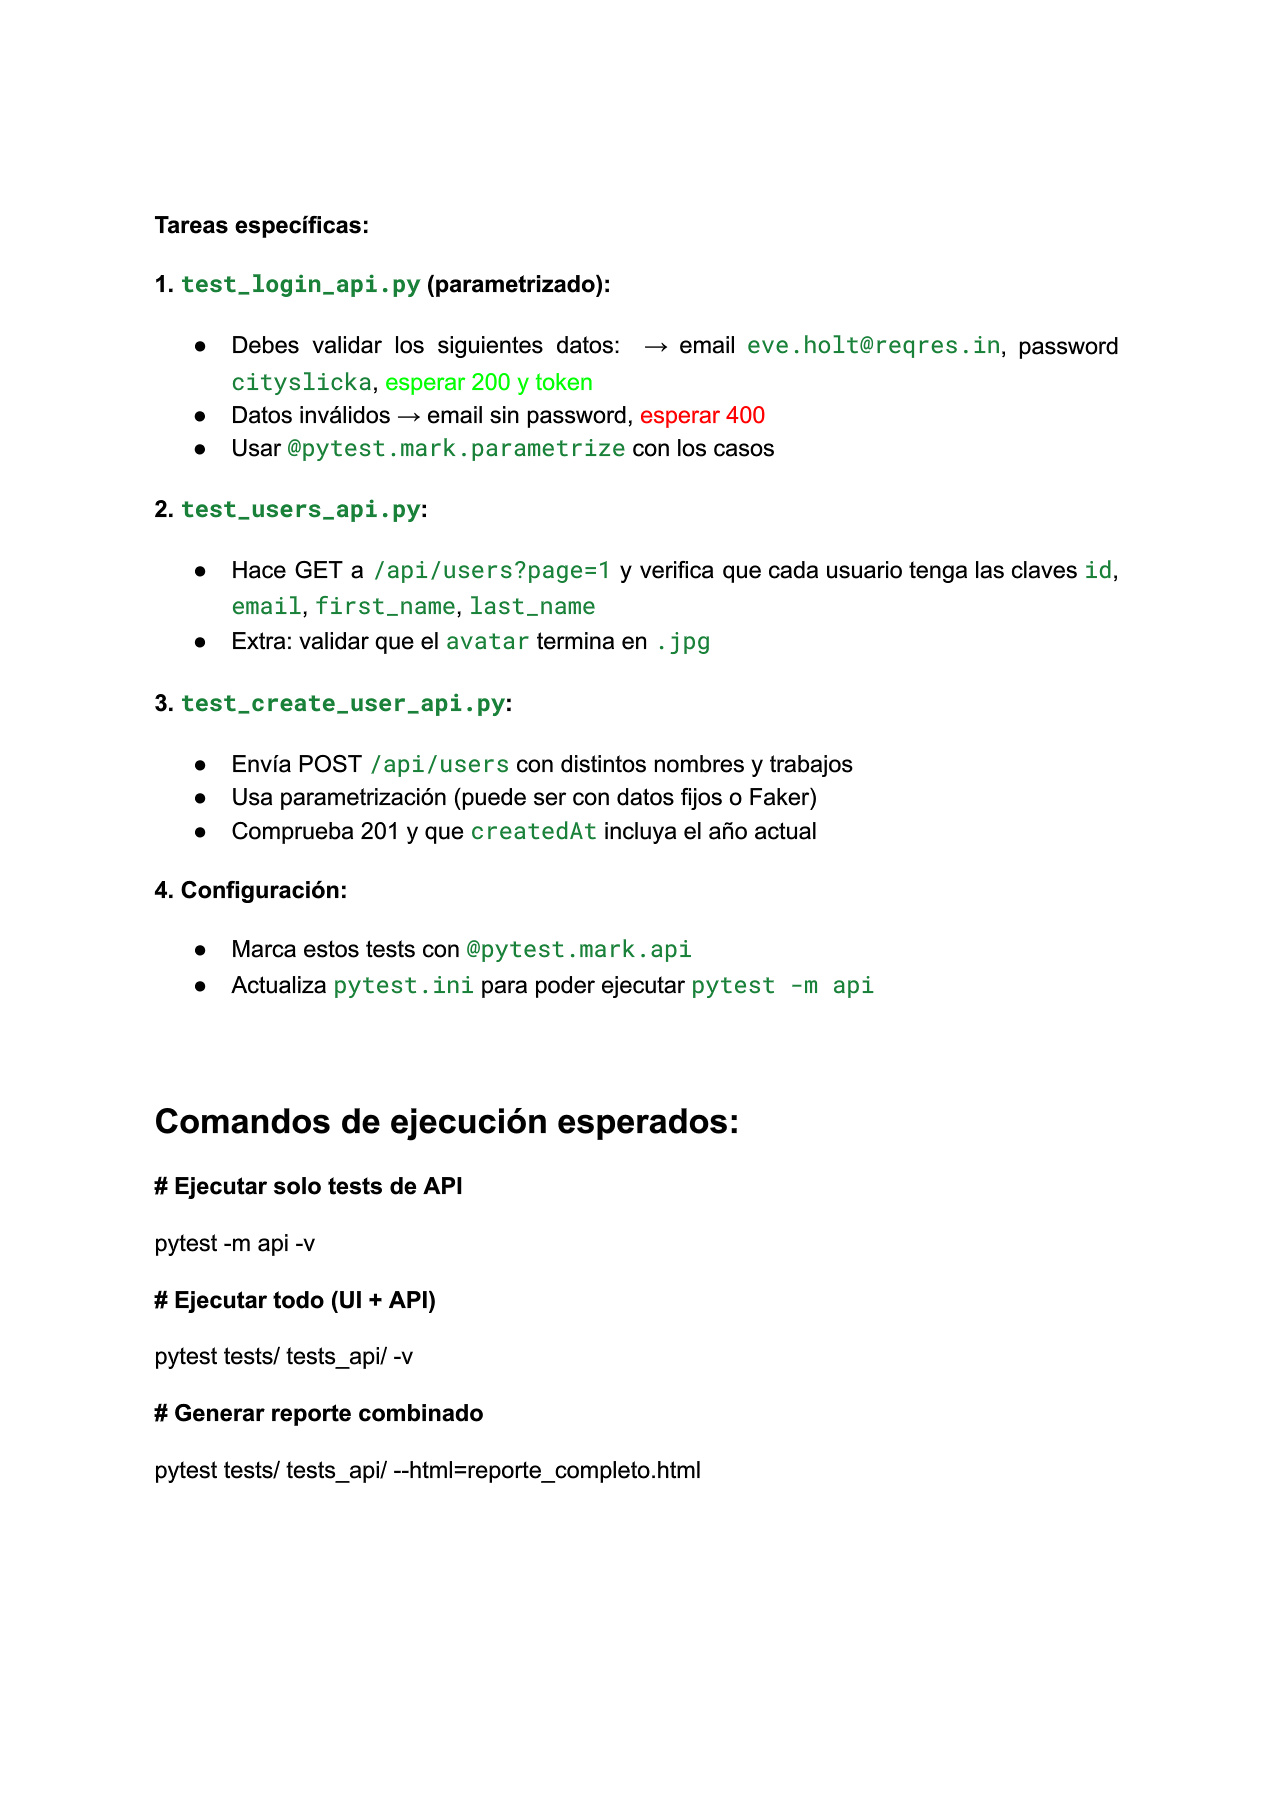 Tareas específicas:
1. test_login_api.py (parametrizado):
● Debes validar los siguientes datos: → email eve.holt@reqres.in, password
cityslicka, esperar 200 y token
● Datos inválidos → email sin password, esperar 400
● Usar @pytest.mark.parametrize con los casos
2. test_users_api.py:
● Hace GET a /api/users?page=1 y verifica que cada usuario tenga las claves id,
email, first_name, last_name
● Extra: validar que el avatar termina en .jpg
3. test_create_user_api.py:
● Envía POST /api/users con distintos nombres y trabajos
● Usa parametrización (puede ser con datos fijos o Faker)
● Comprueba 201 y que createdAt incluya el año actual
4. Configuración:
● Marca estos tests con @pytest.mark.api
● Actualiza pytest.ini para poder ejecutar pytest -m api
Comandos de ejecución esperados:
# Ejecutar solo tests de API
pytest -m api -v
# Ejecutar todo (UI + API)
pytest tests/ tests_api/ -v
# Generar reporte combinado
pytest tests/ tests_api/ --html=reporte_completo.html